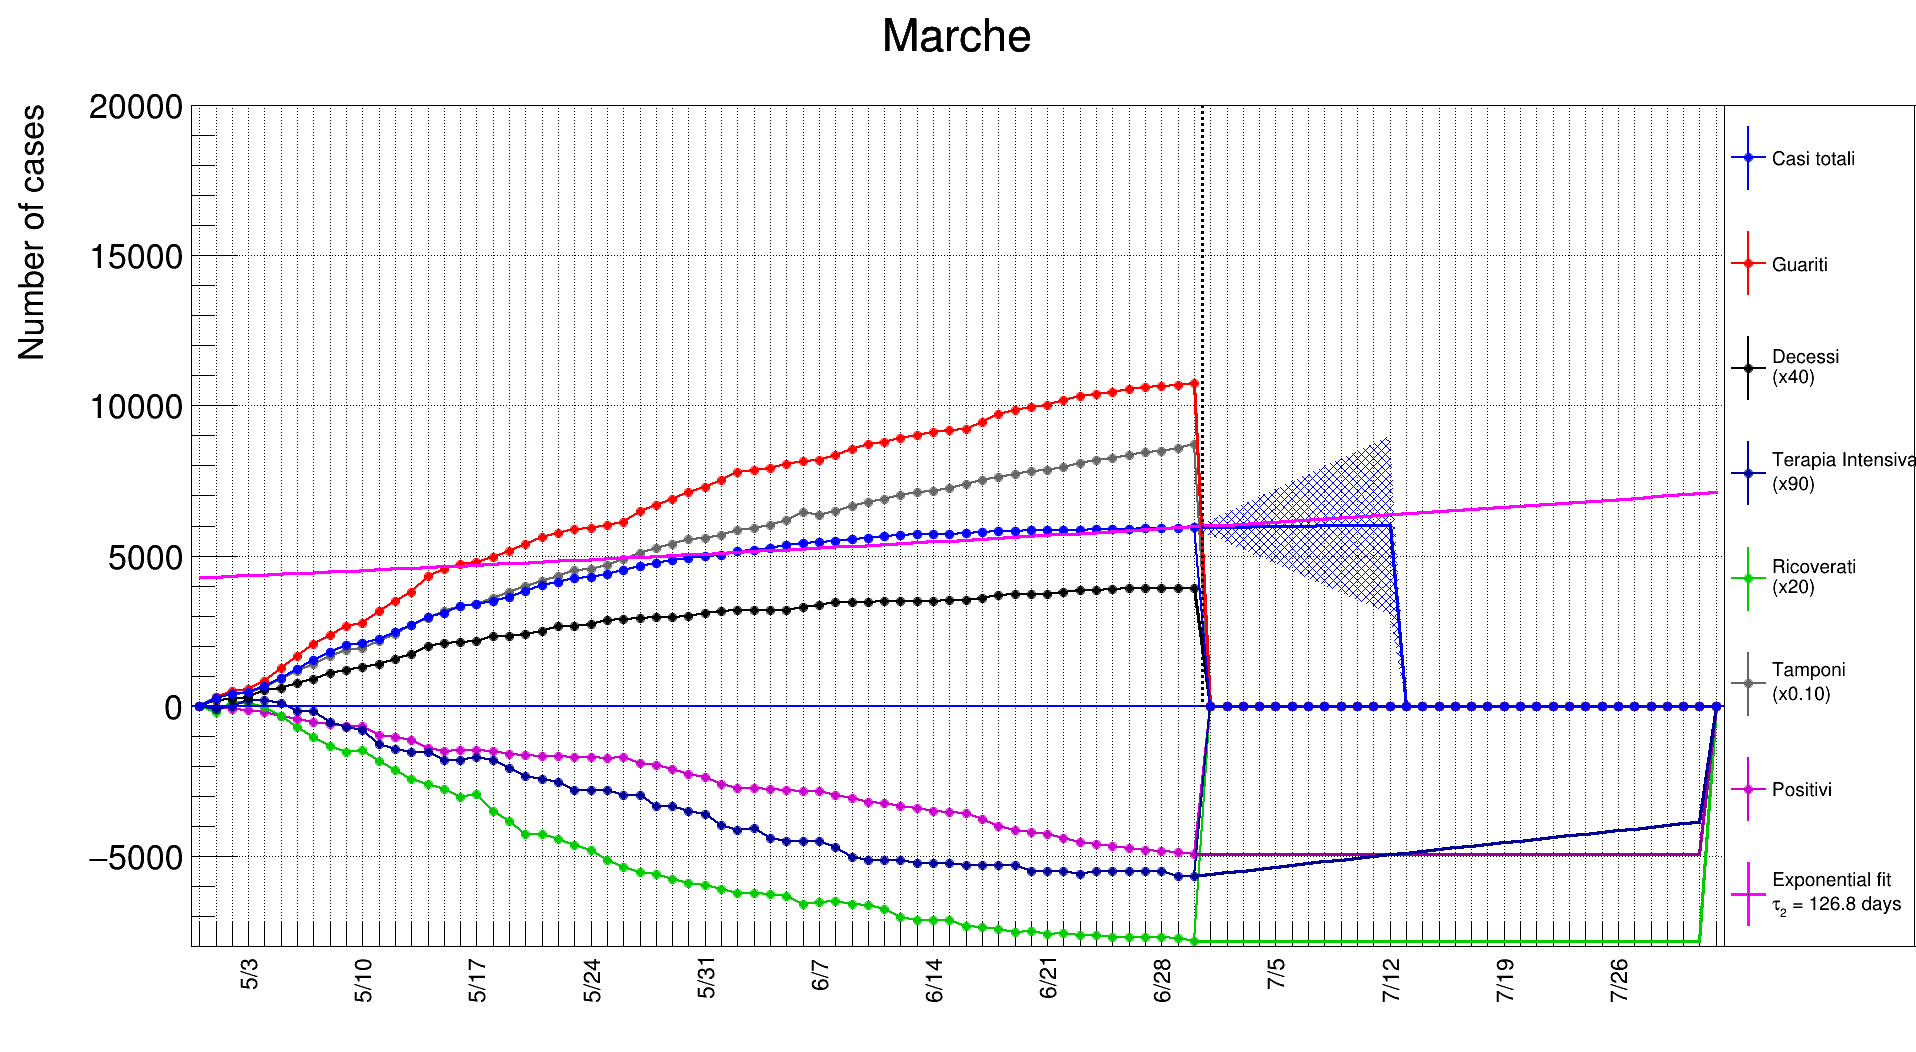 Marche
Number of cases
20000
15000
10000
5000
0
−5000
5/3
5/10
5/17
5/24
5/31
6/7
6/14
6/21
6/28
7/5
7/12
7/19
7/26
Casi totali
Guariti
Decessi
(x40)
Terapia Intensiva
(x90)
Ricoverati
(x20)
Tamponi
(x0.10)
Positivi
Exponential fit
τ2 = 126.8 days